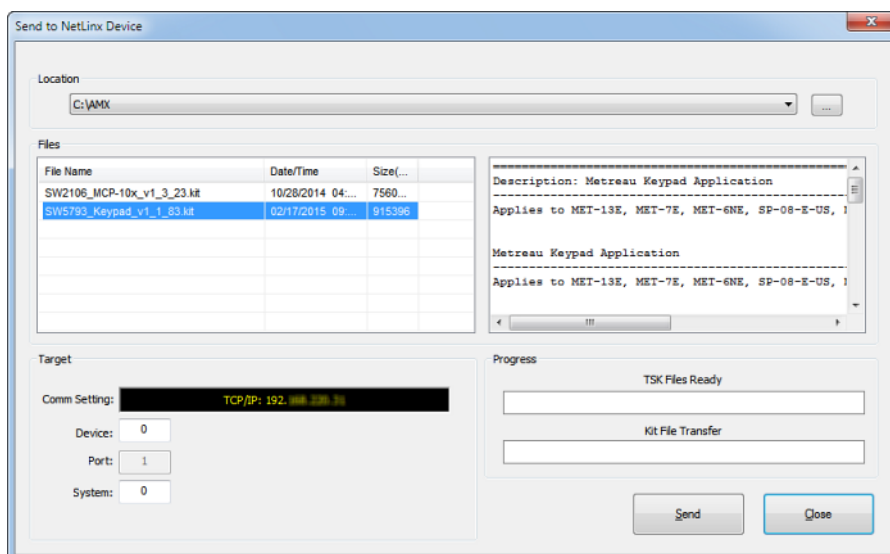 Send to NetLinx Device
Location
C:\AMX
...
Files
File Name Date/Time Size(...
SW2106_MCP-10x_v1_3_23.kit 10/28/2014 04:... 7560...
SW5793_Keypad_v1_1_83.kit 02/17/2015 09:... 915396
Description: Metreau Keypad Application
Applies to MET-13E, MET-7E, MET-6NE, SP-08-E-US,
Metreau Keypad Application
Applies to MET-13E, MET-7E, MET-6NE, SP-08-E-US,
Target
Comm Setting: TCP/IP: 192.
Device: 0
Port: 1
System: 0
Progress
TSK Files Ready
Kit File Transfer
Send Close